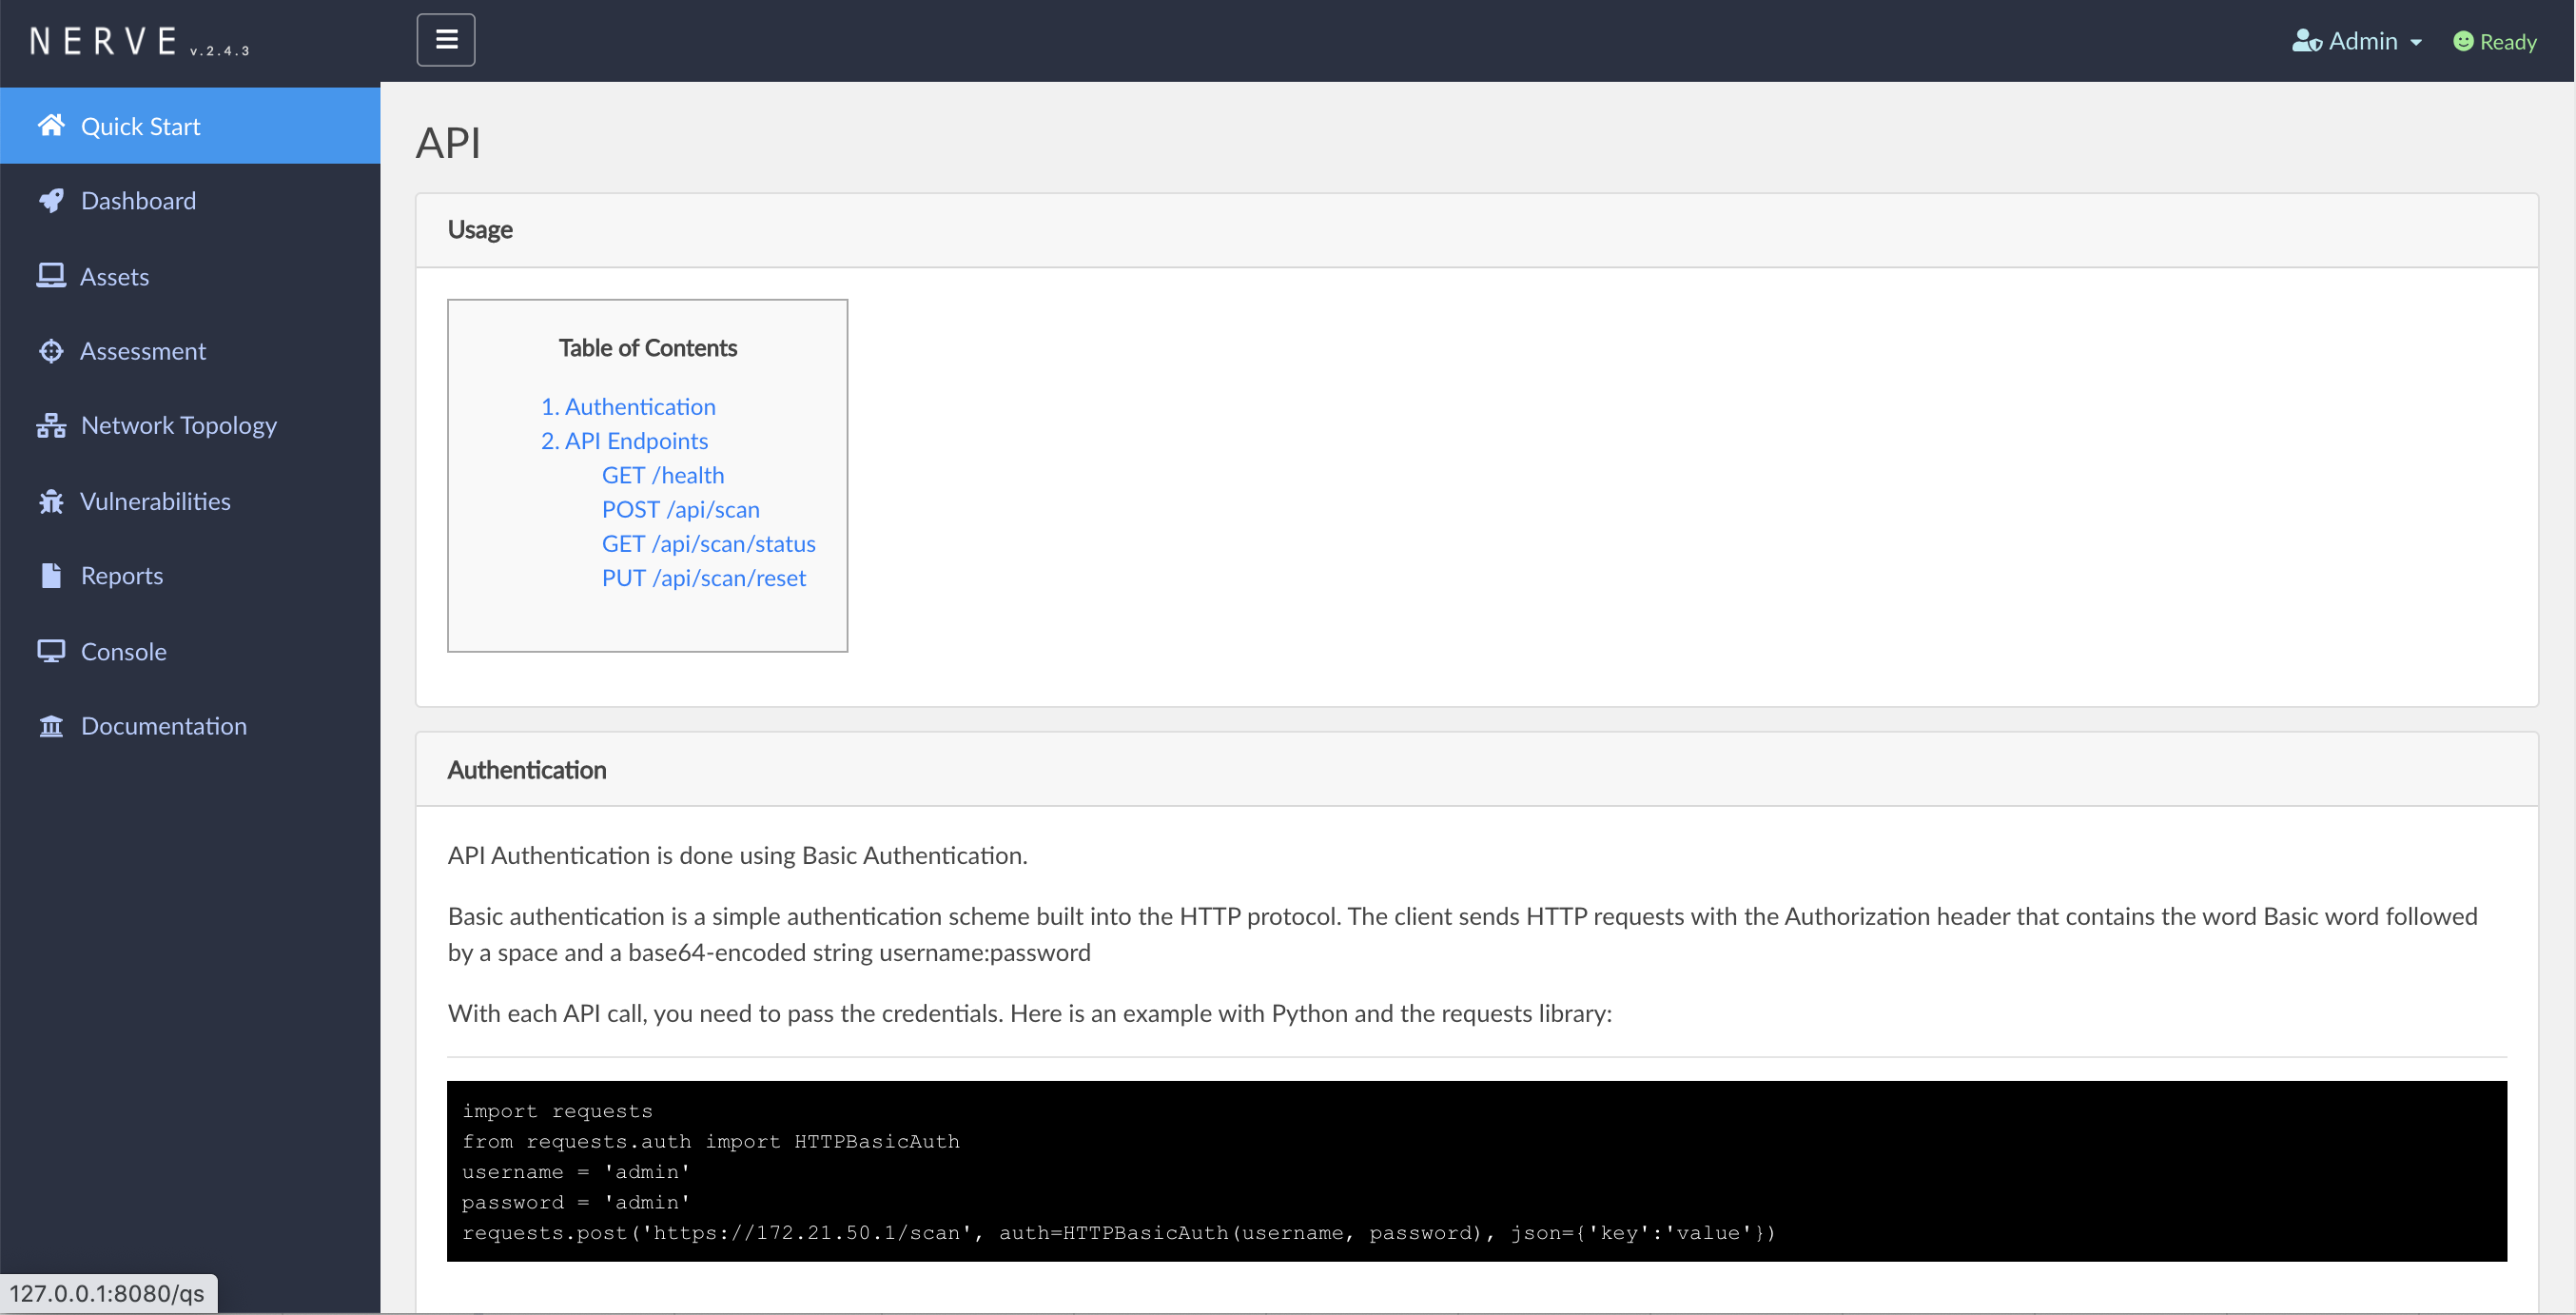 NERVE v.2.4.3
Admin
Ready
Quick Start
Dashboard
Assets
Assessment
Network Topology
Vulnerabilities
Reports
Console
Documentation
API
Usage
Table of Contents
1. Authentication
2. API Endpoints
GET /health
POST /api/scan
GET /api/scan/status
PUT /api/scan/reset
Authentication
API Authentication is done using Basic Authentication.
Basic authentication is a simple authentication scheme built into the HTTP protocol. The client sends HTTP requests with the Authorization header that contains the word Basic word followed
by a space and a base64-encoded string username:password
With each API call, you need to pass the credentials. Here is an example with Python and the requests library:
import requests
from requests.auth import HTTPBasicAuth
username = 'admin'
password = 'admin'
requests.post('https://172.21.50.1/scan', auth=HTTPBasicAuth(username, password), json={'key':'value'})
127.0.0.1:8080/qs